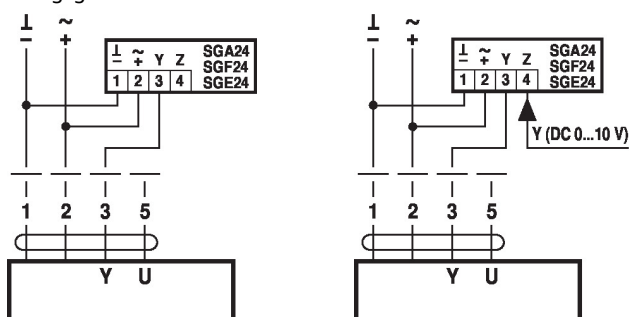 ⊥ ~
– +
⊥ ~ Y Z
– +
1 2 3 4
SGA24
SGF24
SGE24
1 2 3 5
Y U
⊥ ~
– +
⊥ ~ Y Z
– +
1 2 3 4
SGA24
SGF24
SGE24
Y (DC 0...10 V)
1 2 3 5
Y U